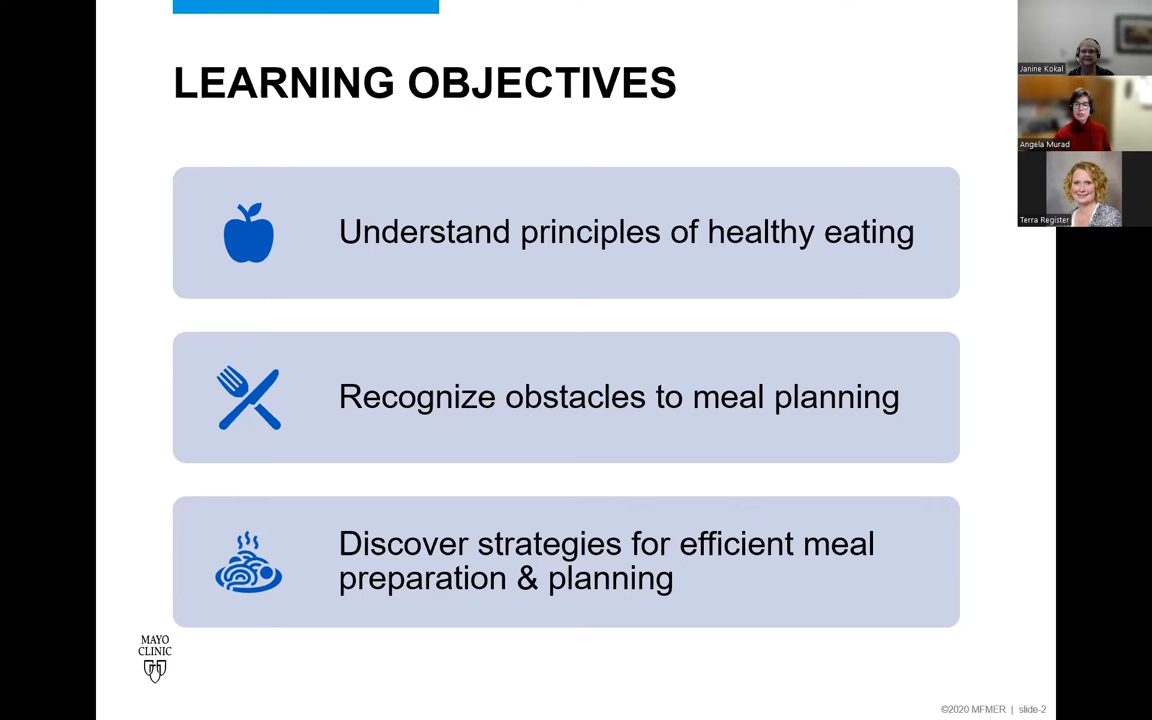 LEARNING OBJECTIVES
Understand principles of healthy eating
Recognize obstacles to meal planning
Discover strategies for efficient meal
preparation & planning
MAYO
CLINIC
©2020 MFMER | slide-2
Janine Kokal
Angela Murad
Terra Register